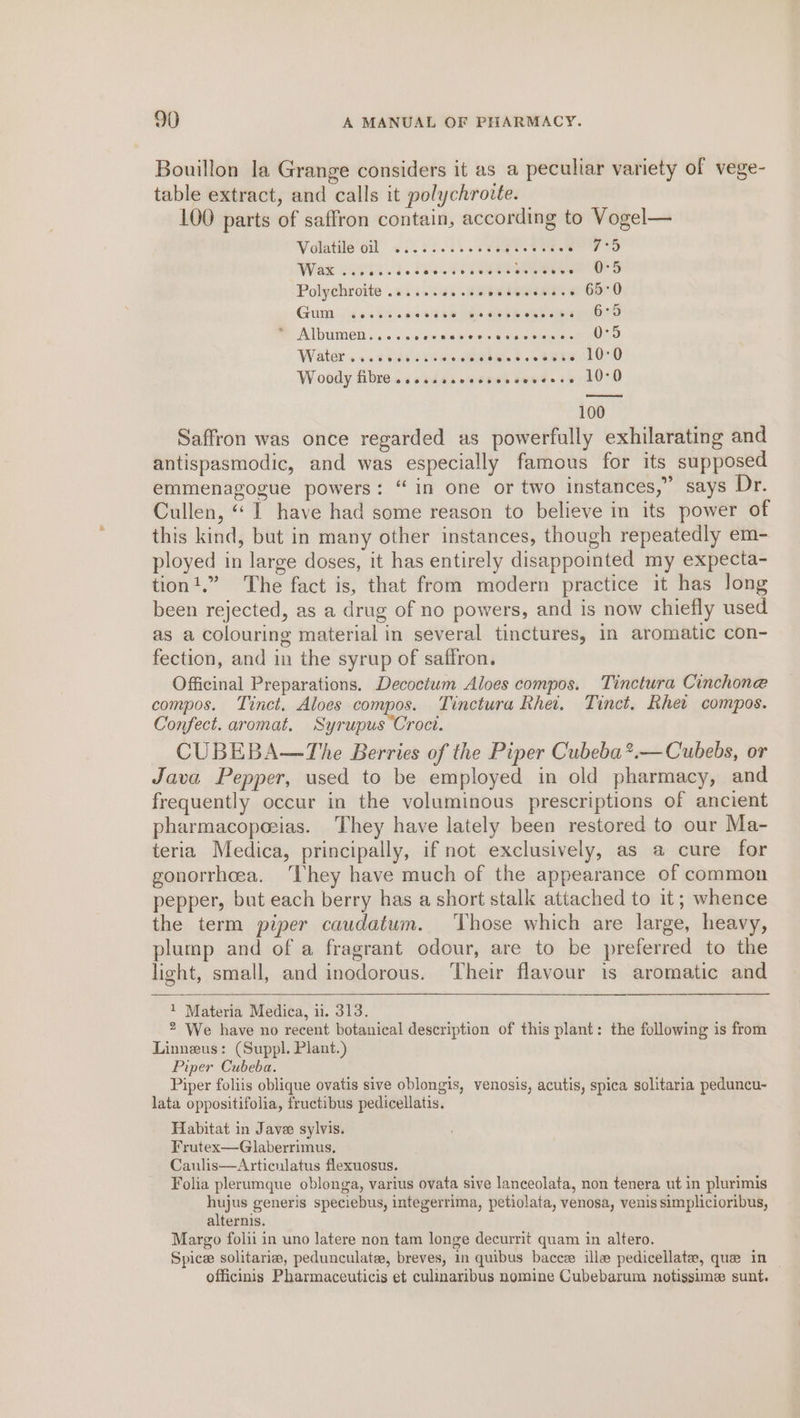 90 A MANUAL OF PHARMACY.
Bouillon la Grange considers it as a peculiar variety of vege-
table extract, and calls it polychroite.
100 parts of saffron contain, according to Vogel—
Volatile oil ........................ 7·5
Wax ........................ 0·5
Polychroite ........................ 65·0
Gum ........................ 6·5
Albumen........................ 0·5
Water ........................ 10·0
Woody fibre ........................ 10·0
100
Saffron was once regarded as powerfully exhilarating and
antispasmodic, and was especially famous for its supposed
emmenagogue powers: “in one or two instances,” says Dr.
Cullen, “I have had some reason to believe in its power of
this kind, but in many other instances, though repeatedly em-
ployed in large doses, it has entirely disappointed my expecta-
tion¹.” The fact is, that from modern practice it has long
been rejected, as a drug of no powers, and is now chiefly used
as a colouring material in several tinctures, in aromatic con-
fection, and in the syrup of saffron.
Officinal Preparations. Decoctum Aloes compos. Tinctura Cinchonæ
compos. Tinct. Aloes compos. Tinctura Rhei. Tinct. Rhei compos.
Confect. aromat. Syrupus Croci.
CUBEBA—The Berries of the Piper Cubeba².—Cubebs, or
Java Pepper, used to be employed in old pharmacy, and
frequently occur in the voluminous prescriptions of ancient
pharmacopœias. They have lately been restored to our Ma-
teria Medica, principally, if not exclusively, as a cure for
gonorrhœa. They have much of the appearance of common
pepper, but each berry has a short stalk attached to it; whence
the term piper caudatum. Those which are large, heavy,
plump and of a fragrant odour, are to be preferred to the
light, small, and inodorous. Their flavour is aromatic and
¹ Materia Medica, ii. 313.
² We have no recent botanical description of this plant: the following is from
Linnæus: (Suppl. Plant.)
Piper Cubeba.
Piper foliis oblique ovatis sive oblongis, venosis, acutis, spica solitaria peduncu-
lata oppositifolia, fructibus pedicellatis.
Habitat in Javæ sylvis.
Frutex—Glaberrimus.
Caulis—Articulatus flexuosus.
Folia plerumque oblonga, varius ovata sive lanceolata, non tenera ut in plurimis
hujus generis speciebus, integerrima, petiolata, venosa, venis simplicioribus,
alternis.
Margo folii in uno latere non tam longe decurrit quam in altero.
Spicæ solitariæ, pedunculatæ, breves, in quibus baccæ illæ pedicellatæ, quæ in
officinis Pharmaceuticis et culinaribus nomine Cubebarum notissimæ sunt.